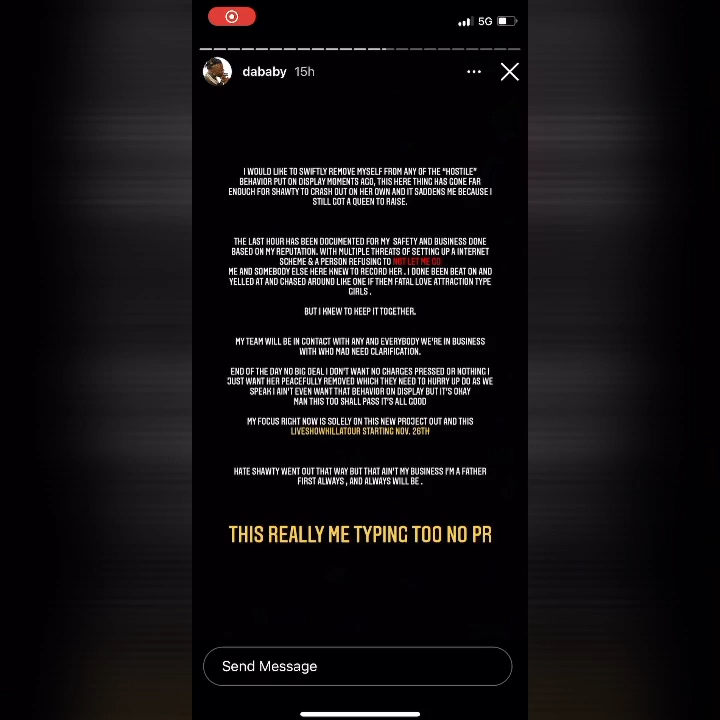 5G
dababy 15h
I WOULD LIKE TO SWIFTLY REMOVE MYSELF FROM ANY OF THE "HOSTILE"
BEHAVIOR PUT ON DISPLAY MOMENTS AGO, THIS HERE THING HAS GONE FAR
ENOUGH FOR SHAWTY TO CRASH OUT ON HER OWN AND IT SADDENS ME BECAUSE I
STILL GOT A QUEEN TO RAISE.
THE LAST HOUR HAS BEEN DOCUMENTED FOR MY SAFETY AND BUSINESS DONE
BASED ON MY REPUTATION. WITH MULTIPLE THREATS OF SETTING UP A INTERNET
SCHEME & A PERSON REFUSING TO NOT LET ME GO
ME AND SOMEBODY ELSE HERE KNEW TO RECORD HER . I DONE BEEN BEAT ON AND
YELLED AT AND CHASED AROUND LIKE ONE IF THEM FATAL LOVE ATTRACTION TYPE
GIRLS .
BUT I KNEW TO KEEP IT TOGETHER.
MY TEAM WILL BE IN CONTACT WITH ANY AND EVERYBODY WE'RE IN BUSINESS
WITH WHO MAD NEED CLARIFICATION.
END OF THE DAY NO BIG DEAL I DON'T WANT NO CHARGES PRESSED OR NOTHING I
JUST WANT HER PEACEFULLY REMOVED WHICH THEY NEED TO HURRY UP DO AS WE
SPEAK I AIN'T EVEN WANT THAT BEHAVIOR ON DISPLAY BUT IT'S OKAY
MAN THIS TOO SHALL PASS IT'S ALL GOOD
MY FOCUS RIGHT NOW IS SOLELY ON THIS NEW PROJECT OUT AND THIS
LIVESHOWKILLATOUR STARTING NOV. 26TH
HATE SHAWTY WENT OUT THAT WAY BUT THAT AIN'T MY BUSINESS I'M A FATHER
FIRST ALWAYS , AND ALWAYS WILL BE .
THIS REALLY ME TYPING TOO NO PR
Send Message